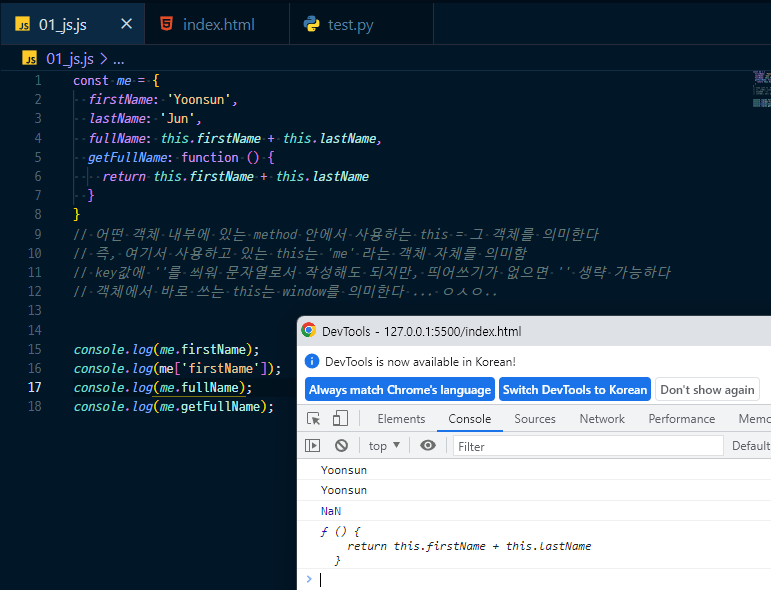 01_js.js
index.html
test.py
01_js.js > ...
1 const me = {
2 firstName: 'Yoonsun',
3 lastName: 'Jun',
4 fullName: this.firstName + this.lastName,
5 getFullName: function () {
6 return this.firstName + this.lastName
7 }
8 }
9 // 어떤 객체 내부에 있는 method 안에서 사용하는 this = 그 객체를 의미한다
10 // 즉, 여기서 사용하고 있는 this는 'me' 라는 객체 자체를 의미함
11 // key값에 ''를 씌워 문자열로서 작성해도 되지만, 띄어쓰기가 없으면 '' 생략 가능하다
12 // 객체에서 바로 쓰는 this는 window를 의미한다 ... ㅇㅅㅇ..
13
14
15 console.log(me.firstName);
16 console.log(me['firstName']);
17 console.log(me.fullName);
18 console.log(me.getFullName);
DevTools - 127.0.0.1:5500/index.html
DevTools is now available in Korean!
Always match Chrome's language
Switch DevTools to Korean
Don't show again
Elements
Console
Sources
Network
Performance
Memo
top
Filter
Default
Yoonsun
Yoonsun
NaN
ƒ () {
return this.firstName + this.lastName
}
>